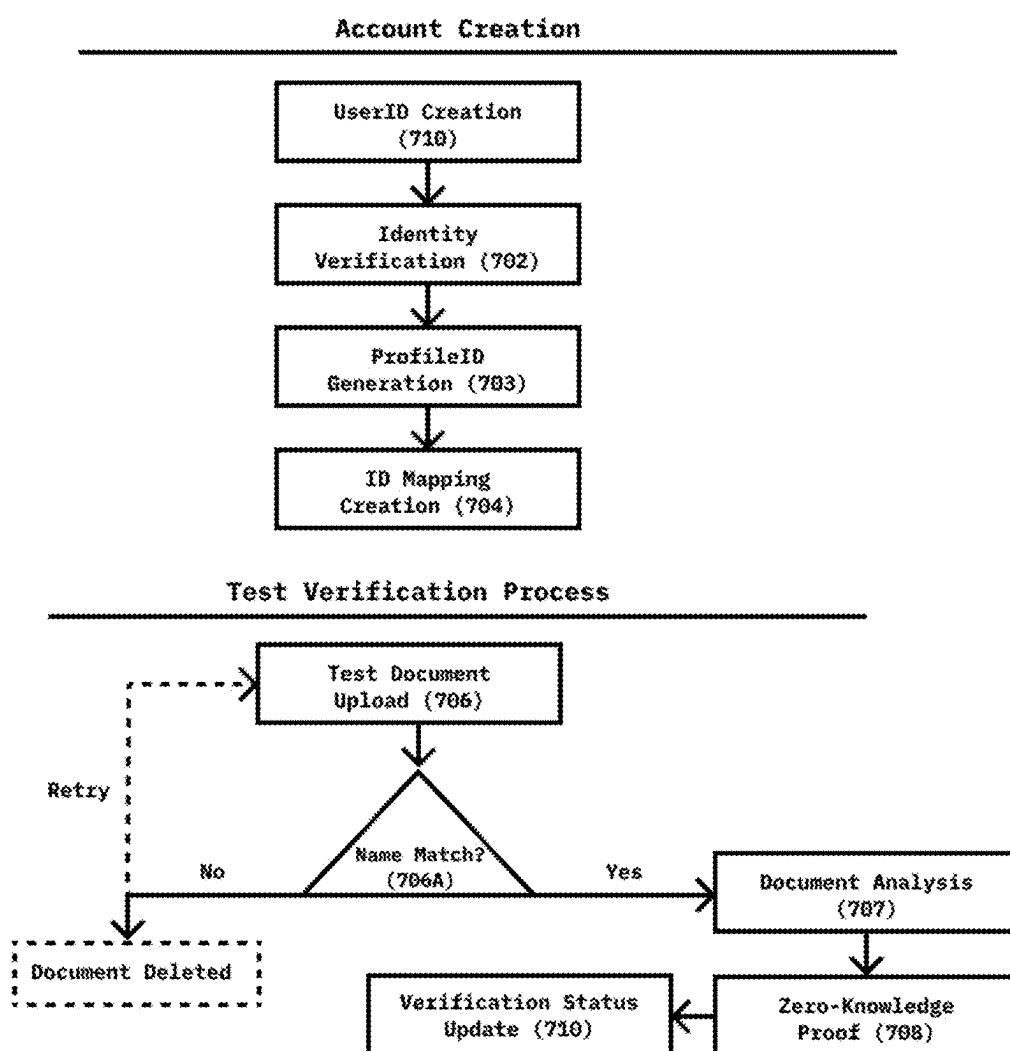 Account Creation
UserID Creation
(710)
Identity
Verification (702)
ProfileID
Generation (703)
ID Mapping
Creation (704)
Test Verification Process
Test Document
Upload (706)
Retry
Name Match?
(706A)
No
Yes
Document Analysis
(707)
Document Deleted
Verification Status
Update (710)
Zero-Knowledge
Proof (708)